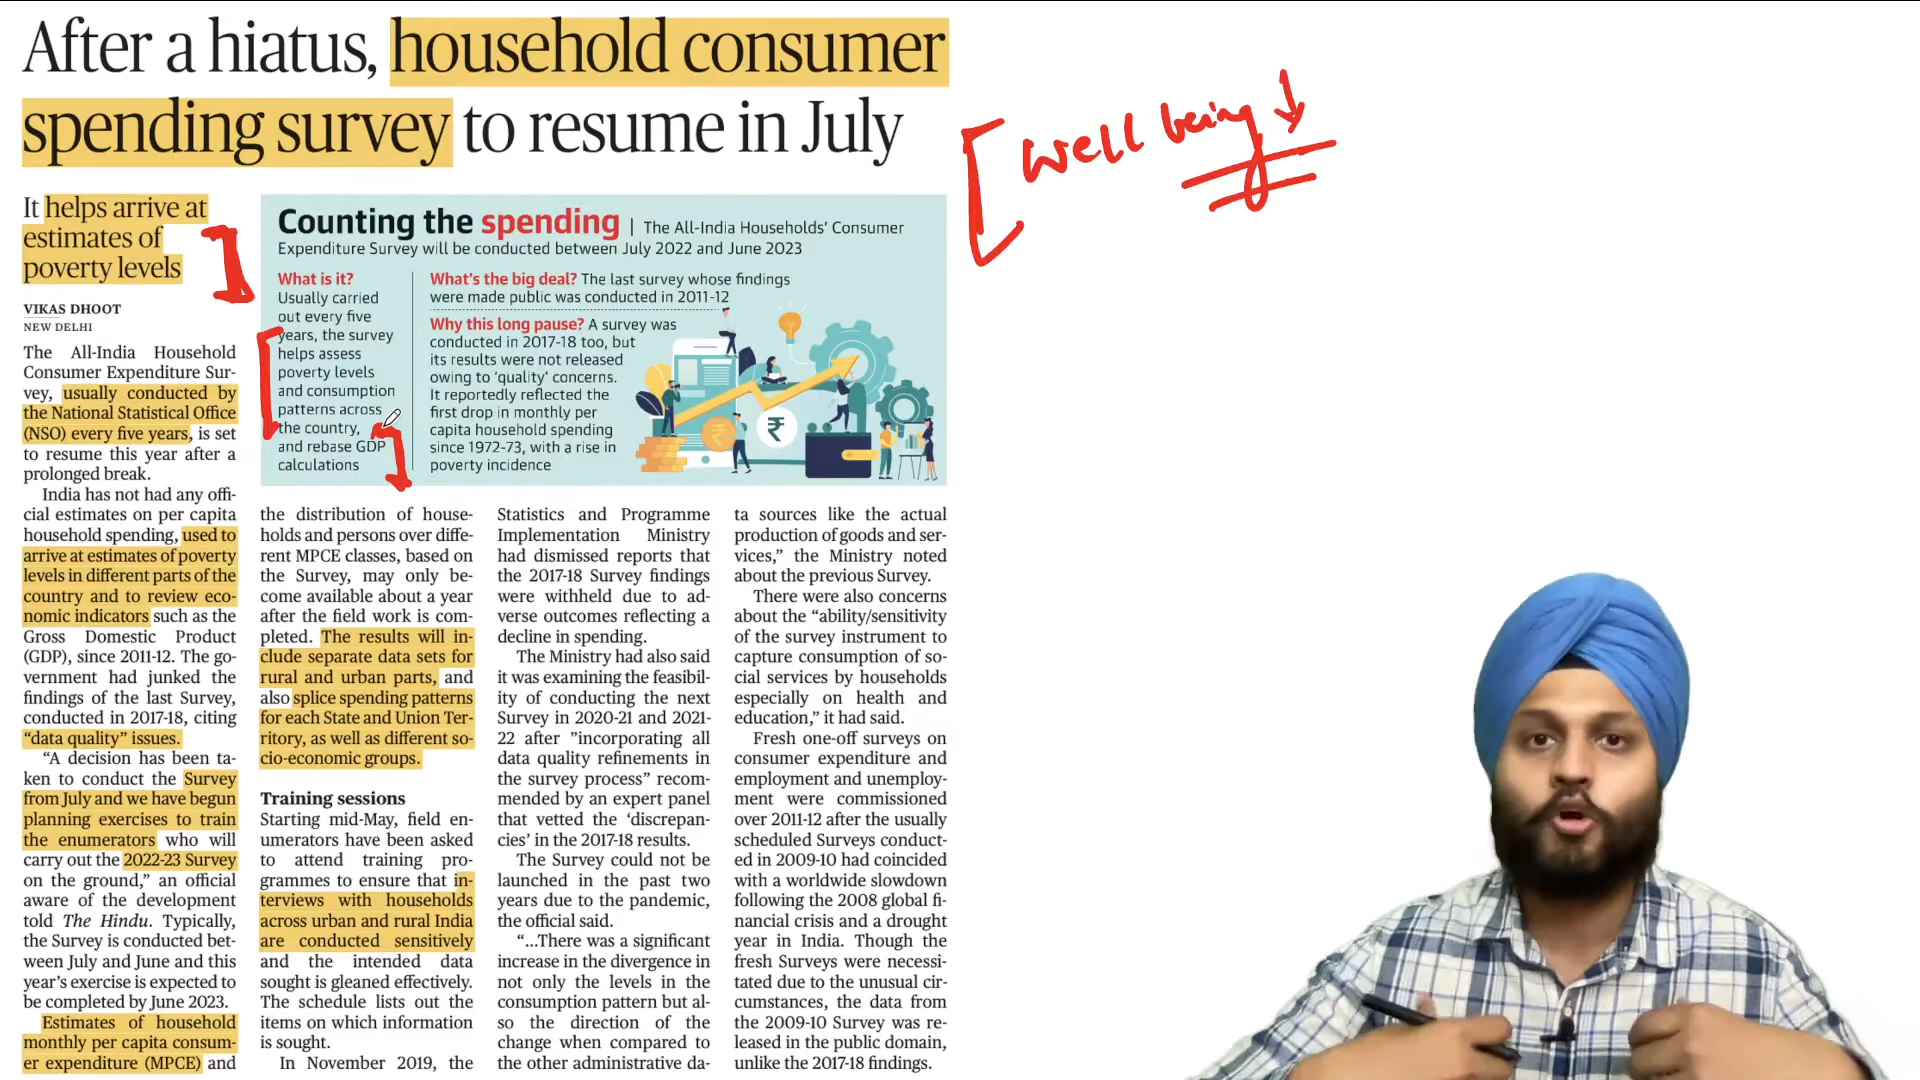 After a hiatus, household consumer
spending survey to resume in July
It helps arrive at
estimates of
poverty levels
VIKAS DHOOT
NEW DELHI
The All-India Household
Consumer Expenditure Sur-
vey, usually conducted by
the National Statistical Office
(NSO) every five years, is set
to resume this year after a
prolonged break.
India has not had any offi-
cial estimates on per capita
household spending, used to
arrive at estimates of poverty
levels in different parts of the
country and to review eco-
nomic indicators such as the
Gross Domestic Product
(GDP), since 2011-12. The go-
vernment had junked the
findings of the last Survey,
conducted in 2017-18, citing
“data quality” issues.
“A decision has been ta-
ken to conduct the Survey
from July and we have begun
planning exercises to train
the enumerators who will
carry out the 2022-23 Survey
on the ground,” an official
aware of the development
told The Hindu. Typically,
the Survey is conducted bet-
ween July and June and this
year’s exercise is expected to
be completed by June 2023.
Estimates of household
monthly per capita consum-
er expenditure (MPCE) and
Counting the spending | The All-India Households’ Consumer
Expenditure Survey will be conducted between July 2022 and June 2023
What is it?
Usually carried
out every five
years, the survey
helps assess
poverty levels
and consumption
patterns across
the country,
and rebase GDP
calculations
What’s the big deal? The last survey whose findings
were made public was conducted in 2011-12
Why this long pause? A survey was
conducted in 2017-18 too, but
its results were not released
owing to ‘quality’ concerns.
It reportedly reflected the
first drop in monthly per
capita household spending
since 1972-73, with a rise in
poverty incidence
₹
₹
the distribution of house-
holds and persons over diffe-
rent MPCE classes, based on
the Survey, may only be-
come available about a year
after the field work is com-
pleted. The results will in-
clude separate data sets for
rural and urban parts, and
also splice spending patterns
for each State and Union Ter-
ritory, as well as different so-
cio-economic groups.
Training sessions
Starting mid-May, field en-
umerators have been asked
to attend training pro-
grammes to ensure that in-
terviews with households
across urban and rural India
are conducted sensitively
and the intended data
sought is gleaned effectively.
The schedule lists out the
items on which information
is sought.
In November 2019, the
Statistics and Programme
Implementation Ministry
had dismissed reports that
the 2017-18 Survey findings
were withheld due to ad-
verse outcomes reflecting a
decline in spending.
The Ministry had also said
it was examining the feasibil-
ity of conducting the next
Survey in 2020-21 and 2021-
22 after ”incorporating all
data quality refinements in
the survey process” recom-
mended by an expert panel
that vetted the ‘discrepan-
cies’ in the 2017-18 results.
The Survey could not be
launched in the past two
years due to the pandemic,
the official said.
“...There was a significant
increase in the divergence in
not only the levels in the
consumption pattern but al-
so the direction of the
change when compared to
the other administrative da-
ta sources like the actual
production of goods and ser-
vices,” the Ministry noted
about the previous Survey.
There were also concerns
about the “ability/sensitivity
of the survey instrument to
capture consumption of so-
cial services by households
especially on health and
education,” it had said.
Fresh one-off surveys on
consumer expenditure and
employment and unemploy-
ment were commissioned
over 2011-12 after the usually
scheduled Surveys conduct-
ed in 2009-10 had coincided
with a worldwide slowdown
following the 2008 global fi-
nancial crisis and a drought
year in India. Though the
fresh Surveys were necessi-
tated due to the unusual cir-
cumstances, the data from
the 2009-10 Survey was re-
leased in the public domain,
unlike the 2017-18 findings.
Well being ↓